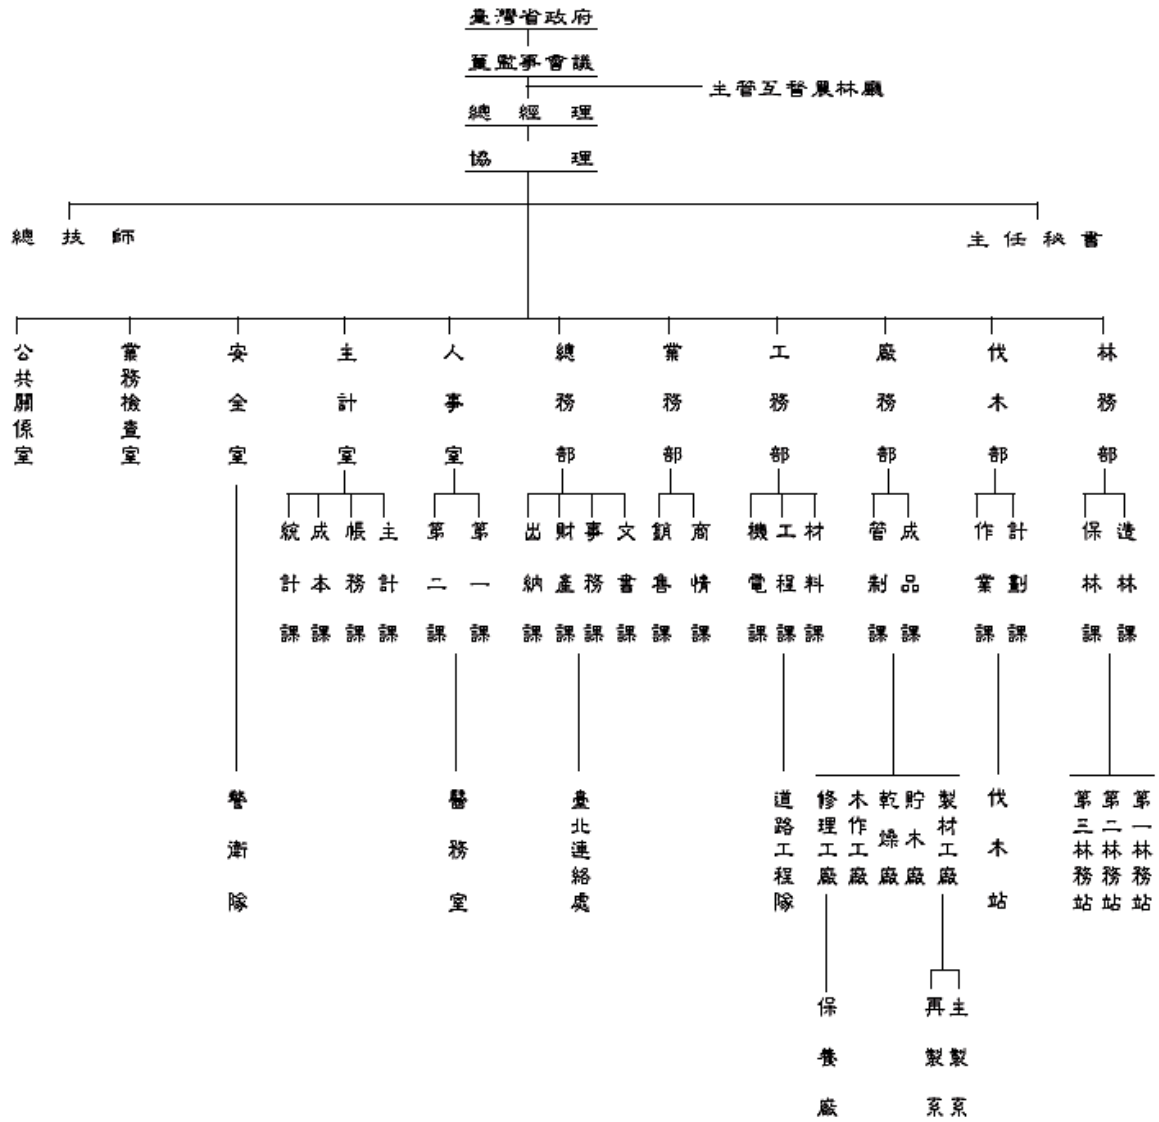 臺灣省政府
董監事會議
主管互督農林廳
總經理
協理
總技師
主任秘書
林務部
伐木部
廠務部
工務部
業務部
總務部
人事室
主計室
安全室
業務檢查室
公共關係室
造林課
保林課
計劃課
作業課
成品課
管制課
材料課
工程課
機電課
商情課
銷售課
文書課
事務課
財產課
出納課
第一課
第二課
主計課
帳務課
成本課
統計課
第一林務站
第二林務站
第三林務站
伐木站
製材工廠
貯木廠
乾燥廠
木作工廠
修理工廠
道路工程隊
臺北連絡處
醫務室
警衛隊
主製系
再製系
保養廠